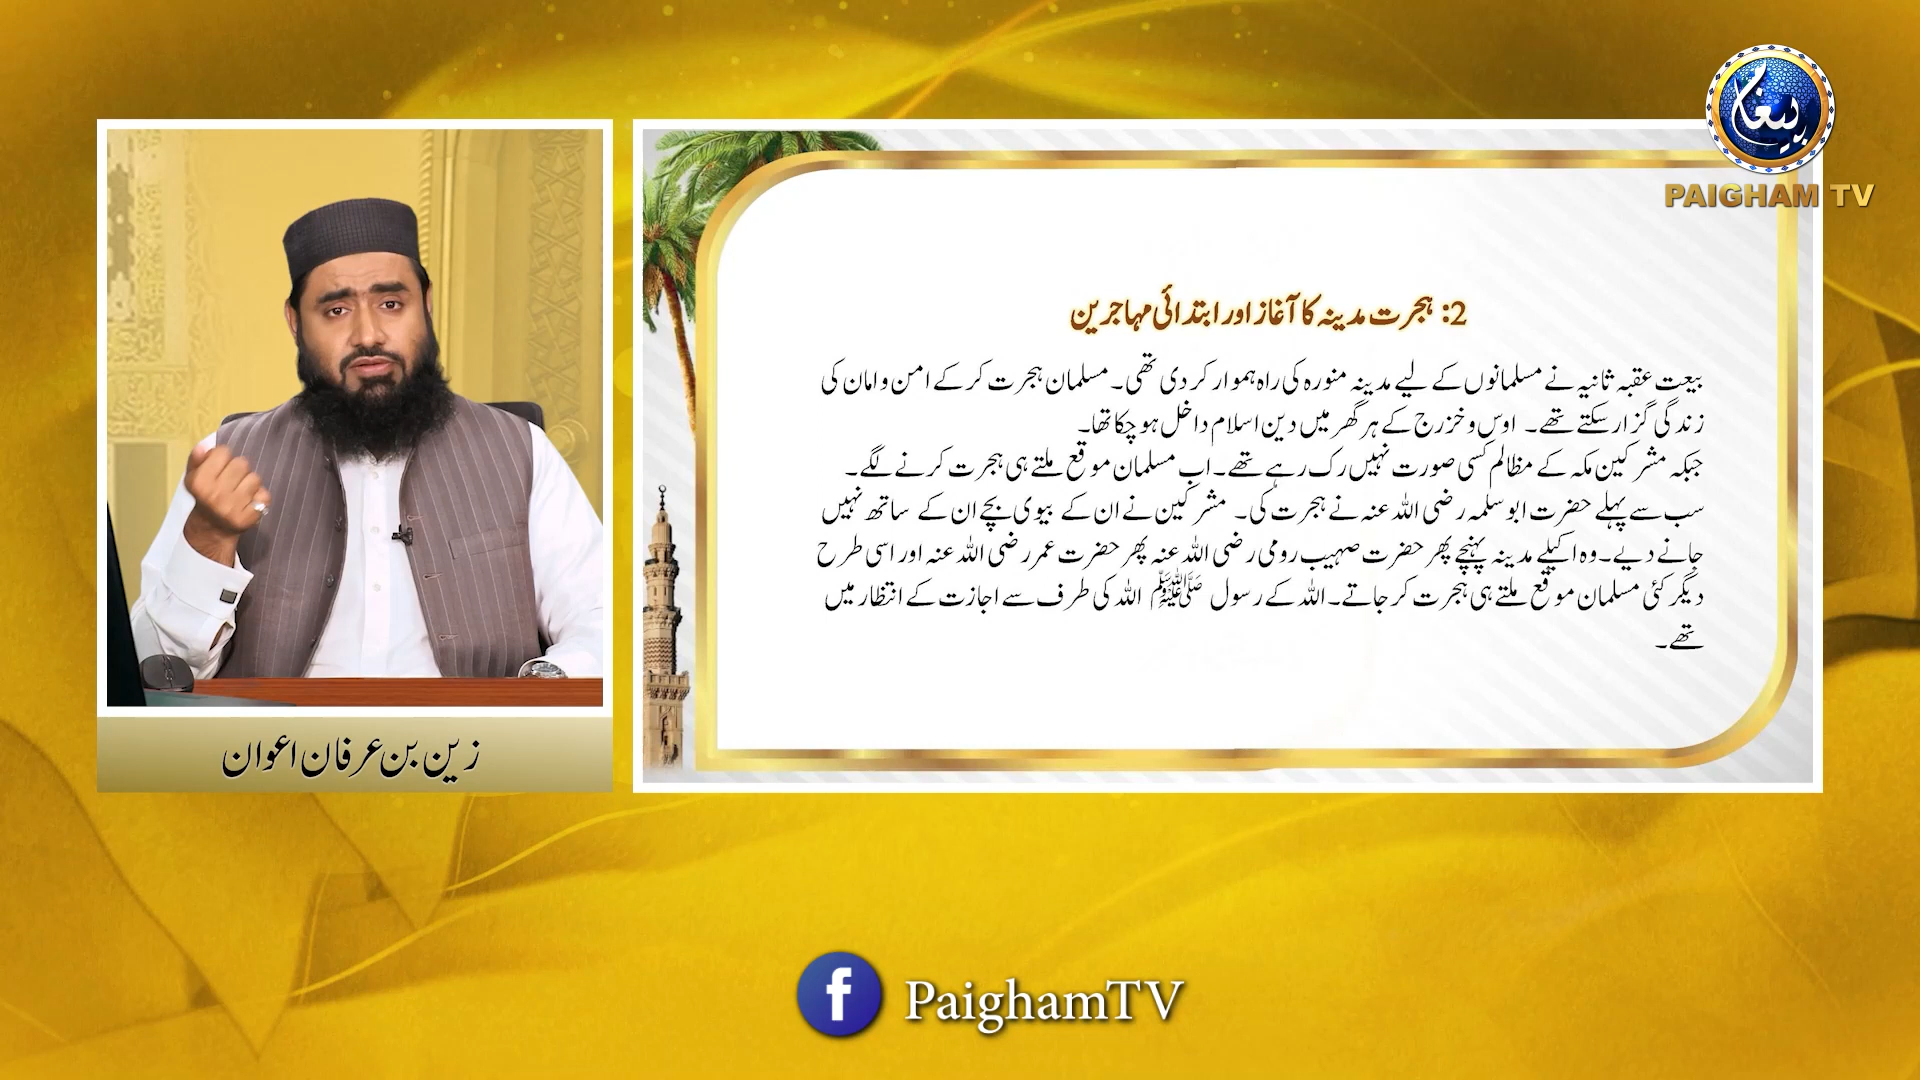 پیغام
PAIGHAM TV
2: ہجرت مدینہ کا آغاز اور ابتدائی مہاجرین
بیعت عقبہ ثانیہ نے مسلمانوں کے لیے مدینہ منورہ کی راہ ہموار کر دی تھی۔ مسلمان ہجرت کر کے امن و امان کی
زندگی گزار سکتے تھے۔ اوس و خزرج کے ہر گھر میں دین اسلام داخل ہو چکا تھا۔
جبکہ مشرکین مکہ کے مظالم کسی صورت نہیں رک رہے تھے۔ اب مسلمان موقع ملتے ہی ہجرت کرنے لگے۔
سب سے پہلے حضرت ابو سلمہ رضی اللہ عنہ نے ہجرت کی۔ مشرکین نے ان کے بیوی بچے ان کے ساتھ نہیں
جانے دیے۔ وہ اکیلے مدینہ پہنچے پھر حضرت صہیب رومی رضی اللہ عنہ پھر حضرت عمر رضی اللہ عنہ اور اسی طرح
دیگر کئی مسلمان موقع ملتے ہی ہجرت کر جاتے۔ اللہ کے رسول ﷺ اللہ کی طرف سے اجازت کے انتظار میں
تھے۔
زین بن عرفان اعوان
f PaighamTV